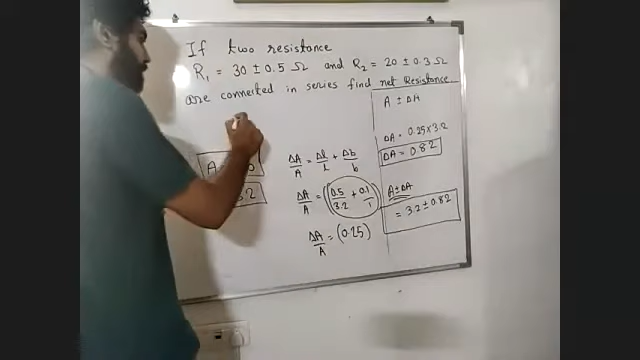 If two resistance
R₁ = 30 ± 0.5 Ω and R₂ = 20 ± 0.3 Ω
are connected in series find net Resistance.
A ± ΔA
ΔA = 0.25×3.2
ΔA = 0.82
A
ΔA/A = Δl/l + Δb/b
ΔA/A = (0.5/3.2 + 0.1/1)
ΔA/A = (0.25)
A±ΔA
= 3.2 ± 0.82